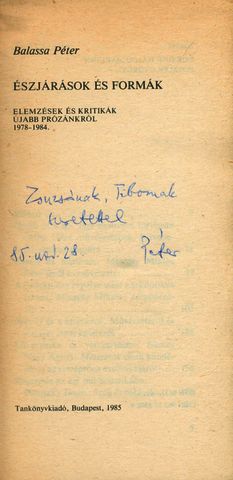 Balassa Péter
ÉSZJÁRÁSOK ÉS FORMÁK
ELEMZÉSEK ÉS KRITIKÁK
ÚJABB PRÓZÁNKRÓL
1978–1984.
Zsuzsának, Tibornak
szeretettel
85. nov. 28. Péter
Tankönyvkiadó, Budapest, 1985